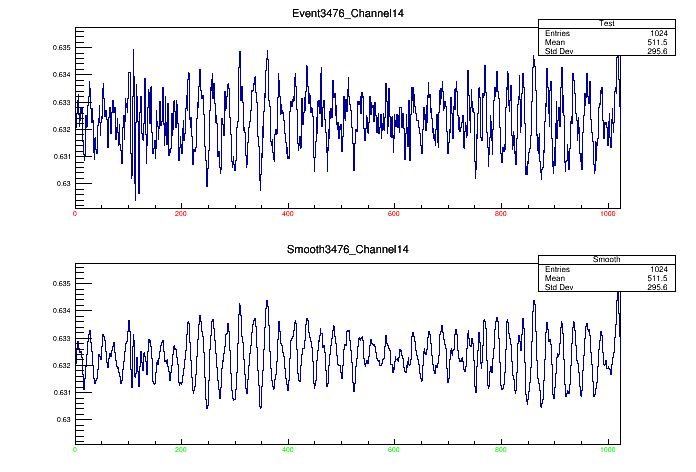 Event3476_Channel14
Test
Entries 1024
Mean 511.5
Std Dev 295.6
0.635
0.634
0.633
0.632
0.631
0.63
0 200 400 600 800 1000
Smooth3476_Channel14
Smooth
Entries 1024
Mean 511.5
Std Dev 295.6
0.635
0.634
0.633
0.632
0.631
0.63
0 200 400 600 800 1000